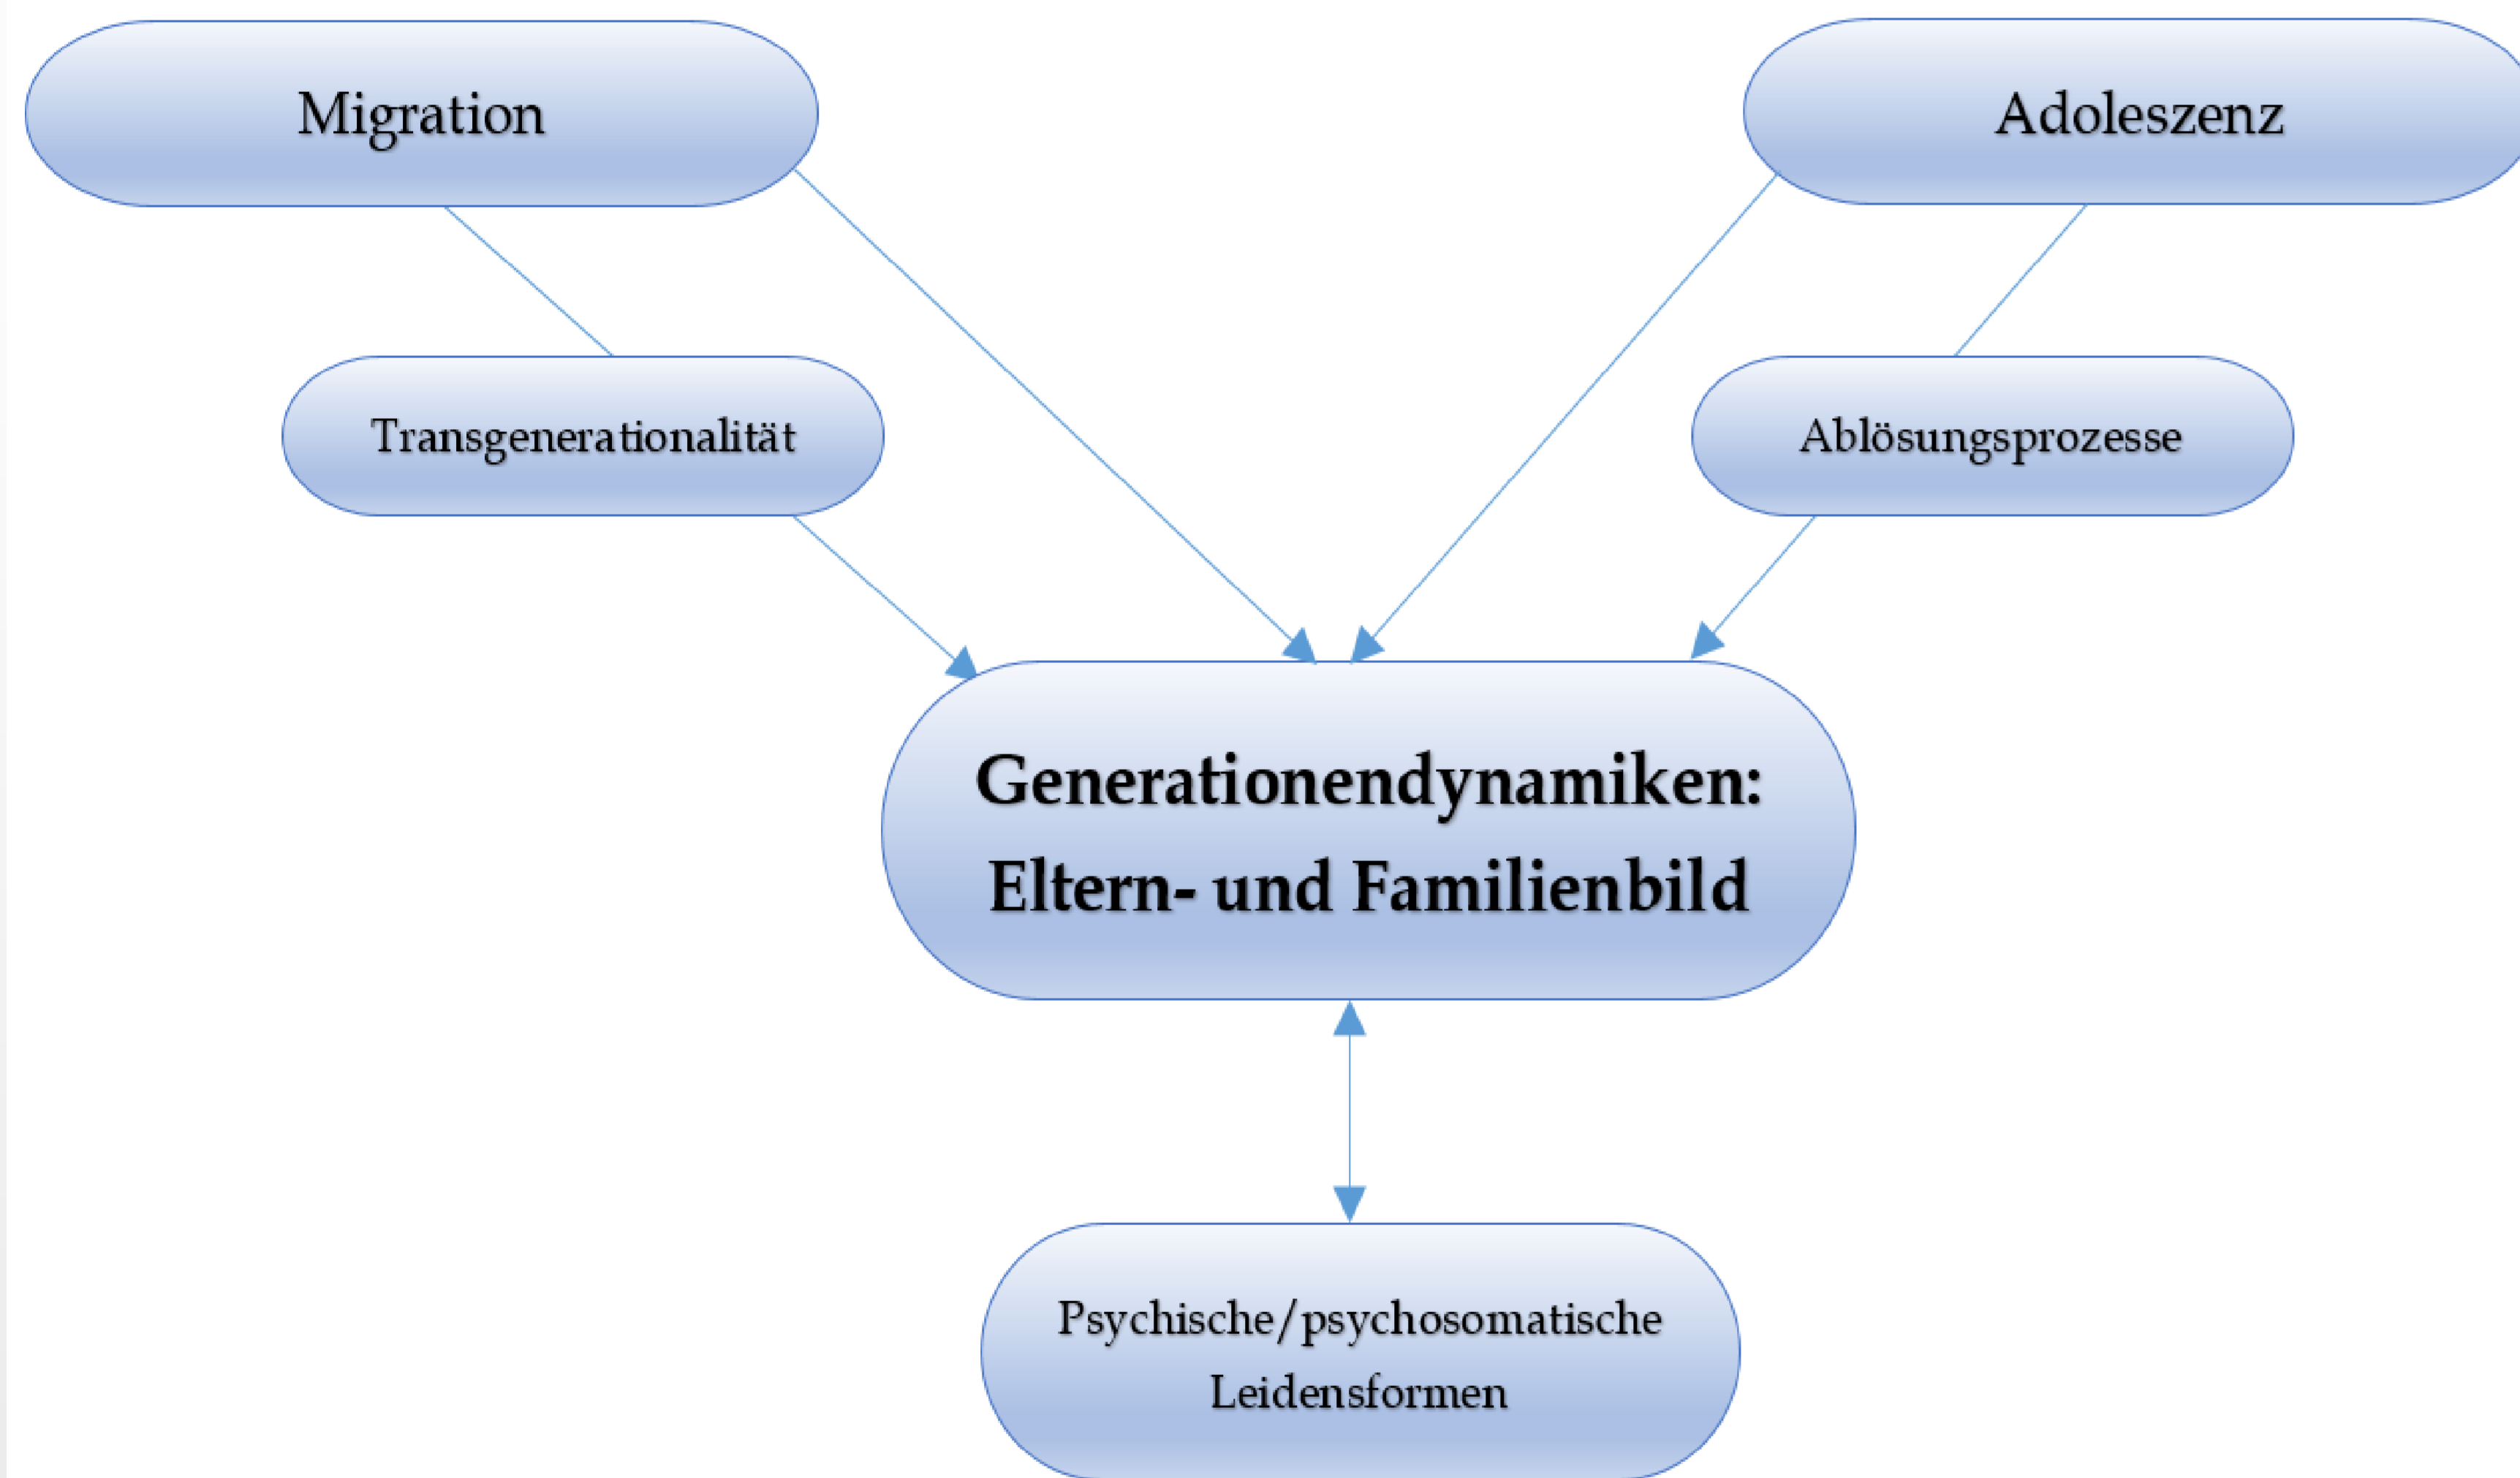 Migration
Adoleszenz
Transgenerationalität
Ablösungsprozesse
Generationendynamiken:
Eltern- und Familienbild
Psychische/psychosomatische
Leidensformen